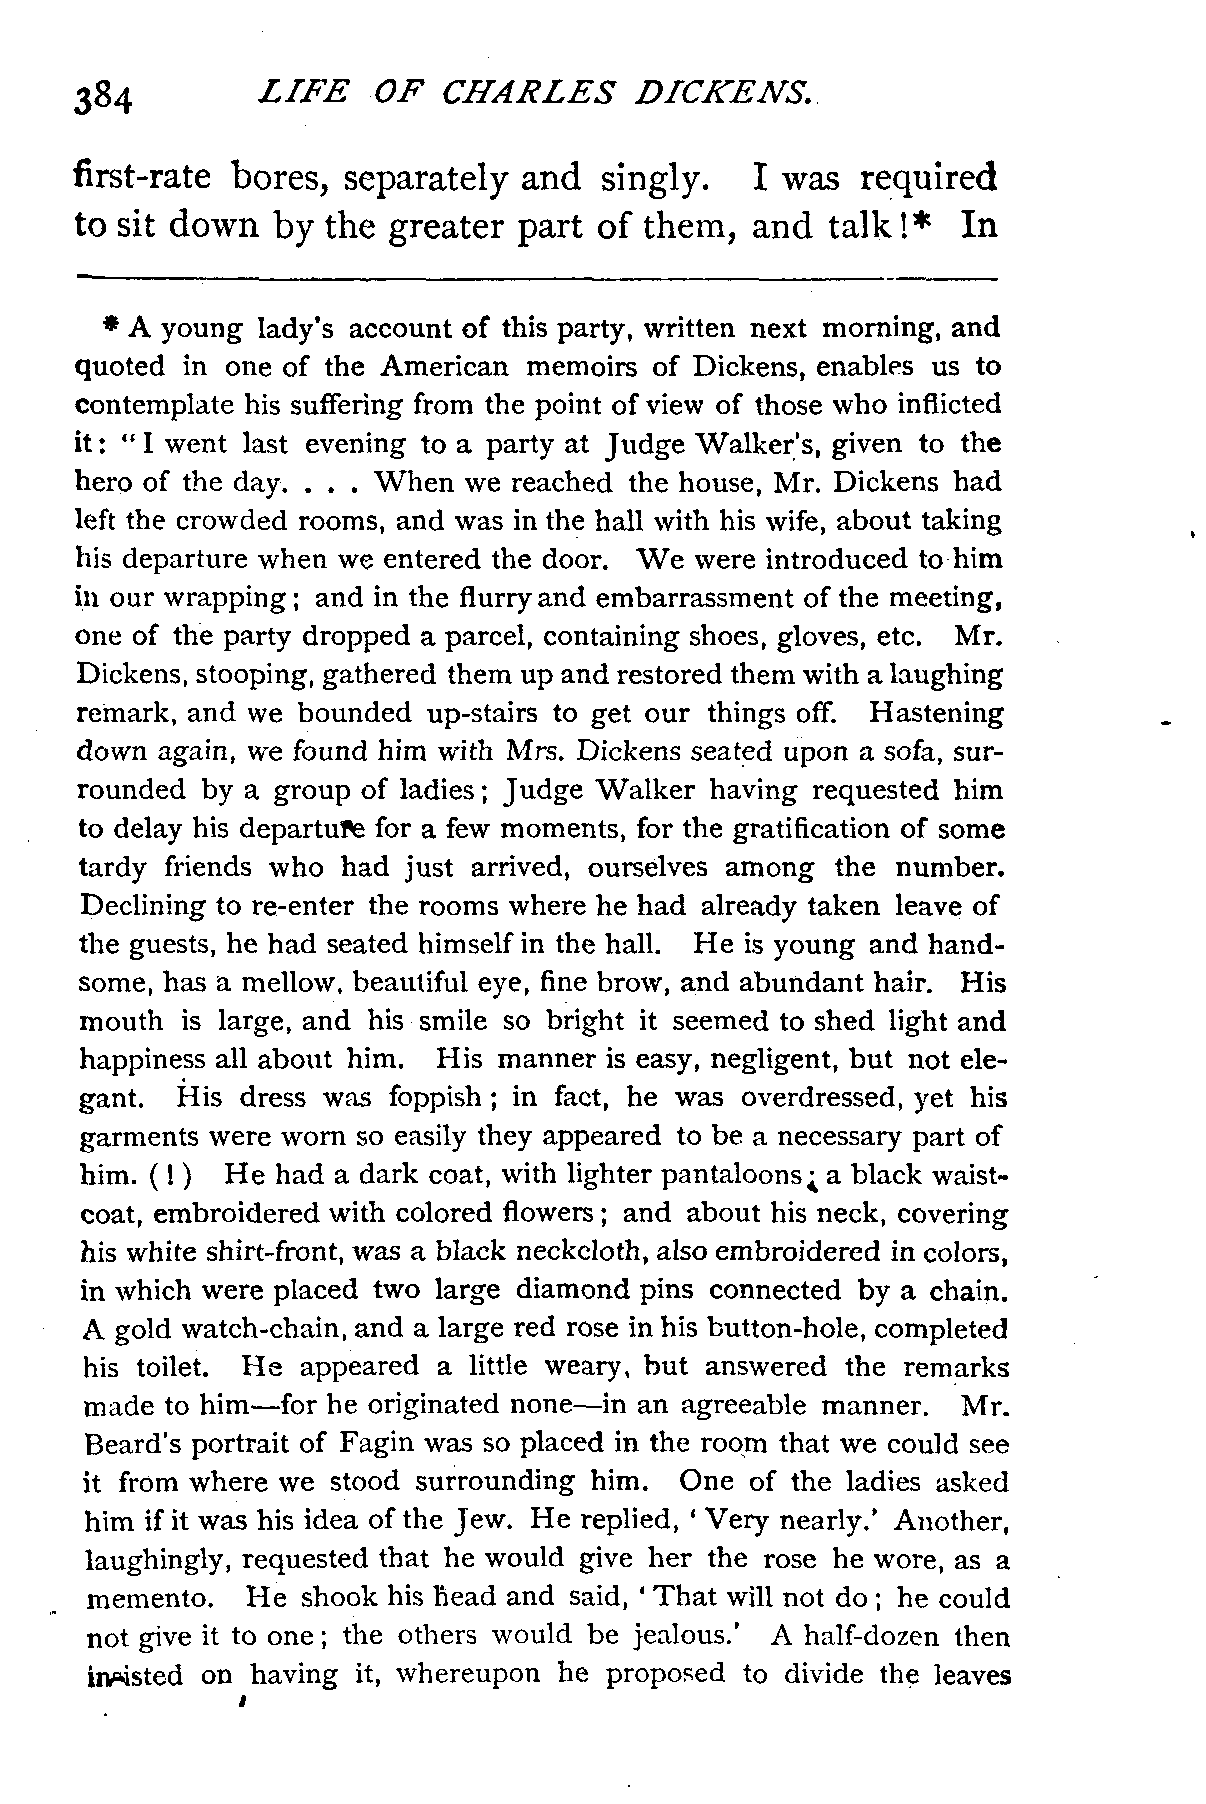 384 LIFE OF CHARLES DICKENS.
first-rate bores, separately and singly. I was required
to sit down by the greater part of them, and talk!* In
* A young lady's account of this party, written next morning, and
quoted in one of the American memoirs of Dickens, enables us to
contemplate his suffering from the point of view of those who inflicted
it: "I went last evening to a party at Judge Walker's, given to the
hero of the day. . . . When we reached the house, Mr. Dickens had
left the crowded rooms, and was in the hall with his wife, about taking
his departure when we entered the door. We were introduced to him
in our wrapping; and in the flurry and embarrassment of the meeting,
one of the party dropped a parcel, containing shoes, gloves, etc. Mr.
Dickens, stooping, gathered them up and restored them with a laughing
remark, and we bounded up-stairs to get our things off. Hastening
down again, we found him with Mrs. Dickens seated upon a sofa, sur-
rounded by a group of ladies; Judge Walker having requested him
to delay his departure for a few moments, for the gratification of some
tardy friends who had just arrived, ourselves among the number.
Declining to re-enter the rooms where he had already taken leave of
the guests, he had seated himself in the hall. He is young and hand-
some, has a mellow, beautiful eye, fine brow, and abundant hair. His
mouth is large, and his smile so bright it seemed to shed light and
happiness all about him. His manner is easy, negligent, but not ele-
gant. His dress was foppish; in fact, he was overdressed, yet his
garments were worn so easily they appeared to be a necessary part of
him. (!) He had a dark coat, with lighter pantaloons; a black waist-
coat, embroidered with colored flowers; and about his neck, covering
his white shirt-front, was a black neckcloth, also embroidered in colors,
in which were placed two large diamond pins connected by a chain.
A gold watch-chain, and a large red rose in his button-hole, completed
his toilet. He appeared a little weary, but answered the remarks
made to him—for he originated none—in an agreeable manner. Mr.
Beard's portrait of Fagin was so placed in the room that we could see
it from where we stood surrounding him. One of the ladies asked
him if it was his idea of the Jew. He replied, 'Very nearly.' Another,
laughingly, requested that he would give her the rose he wore, as a
memento. He shook his head and said, 'That will not do; he could
not give it to one; the others would be jealous.' A half-dozen then
insisted on having it, whereupon he proposed to divide the leaves